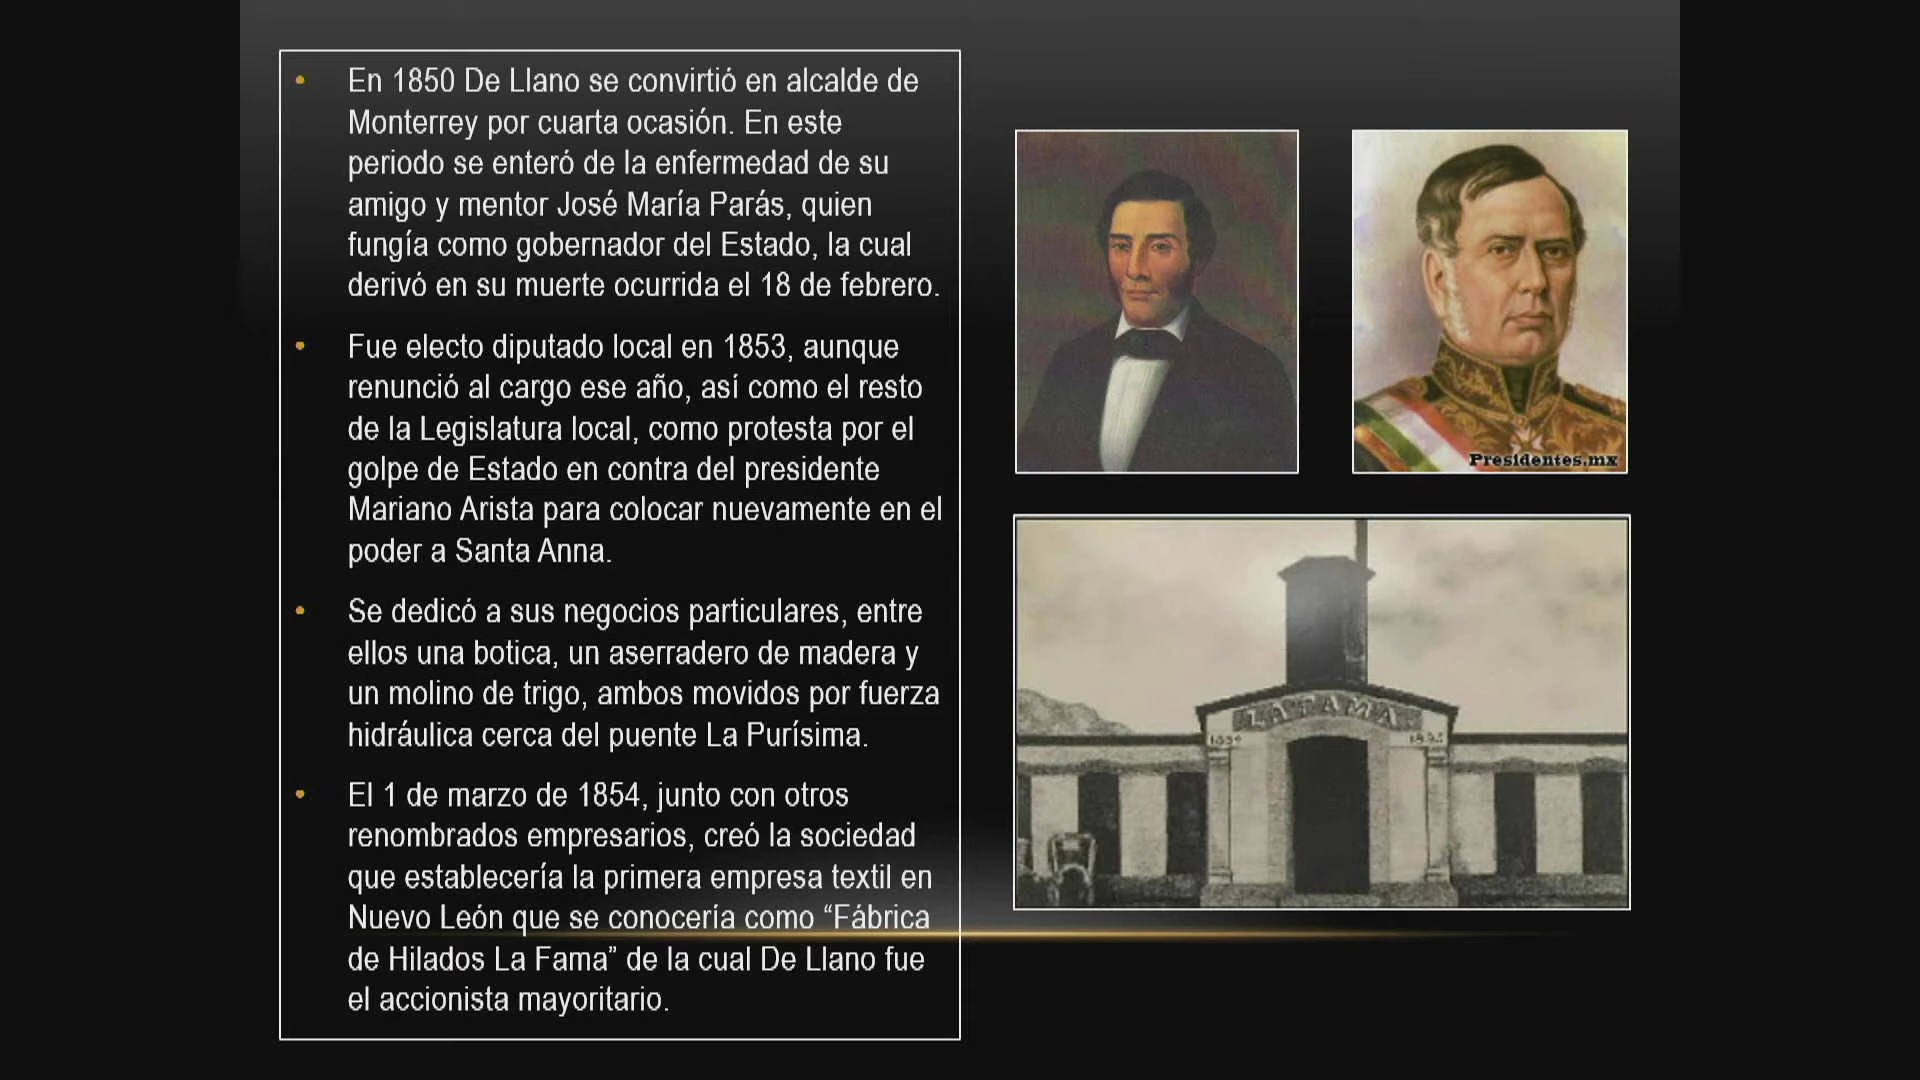 En 1850 De Llano se convirtió en alcalde de
Monterrey por cuarta ocasión. En este
periodo se enteró de la enfermedad de su
amigo y mentor José María Parás, quien
fungía como gobernador del Estado, la cual
derivó en su muerte ocurrida el 18 de febrero.
Fue electo diputado local en 1853, aunque
renunció al cargo ese año, así como el resto
de la Legislatura local, como protesta por el
golpe de Estado en contra del presidente
Mariano Arista para colocar nuevamente en el
poder a Santa Anna.
Se dedicó a sus negocios particulares, entre
ellos una botica, un aserradero de madera y
un molino de trigo, ambos movidos por fuerza
hidráulica cerca del puente La Purísima.
El 1 de marzo de 1854, junto con otros
renombrados empresarios, creó la sociedad
que establecería la primera empresa textil en
Nuevo León que se conocería como “Fábrica
de Hilados La Fama” de la cual De Llano fue
el accionista mayoritario.
Presidentes.mx
LA FAMA